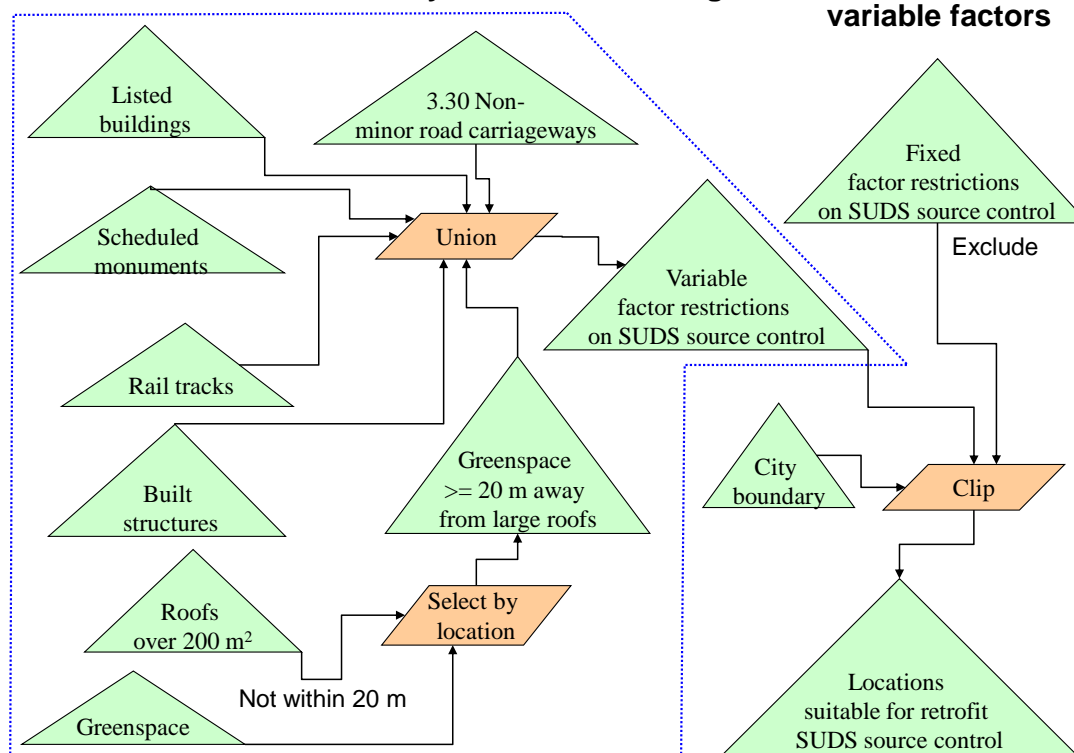 variable factors
Listed
buildings
3.30 Non-
minor road carriageways
Fixed
factor restrictions
on SUDS source control
Exclude
Scheduled
monuments
Union
Variable
factor restrictions
on SUDS source control
Rail tracks
Greenspace
>= 20 m away
from large roofs
City
boundary
Clip
Built
structures
Roofs
over 200 m²
Select by
location
Not within 20 m
Greenspace
Locations
suitable for retrofit
SUDS source control